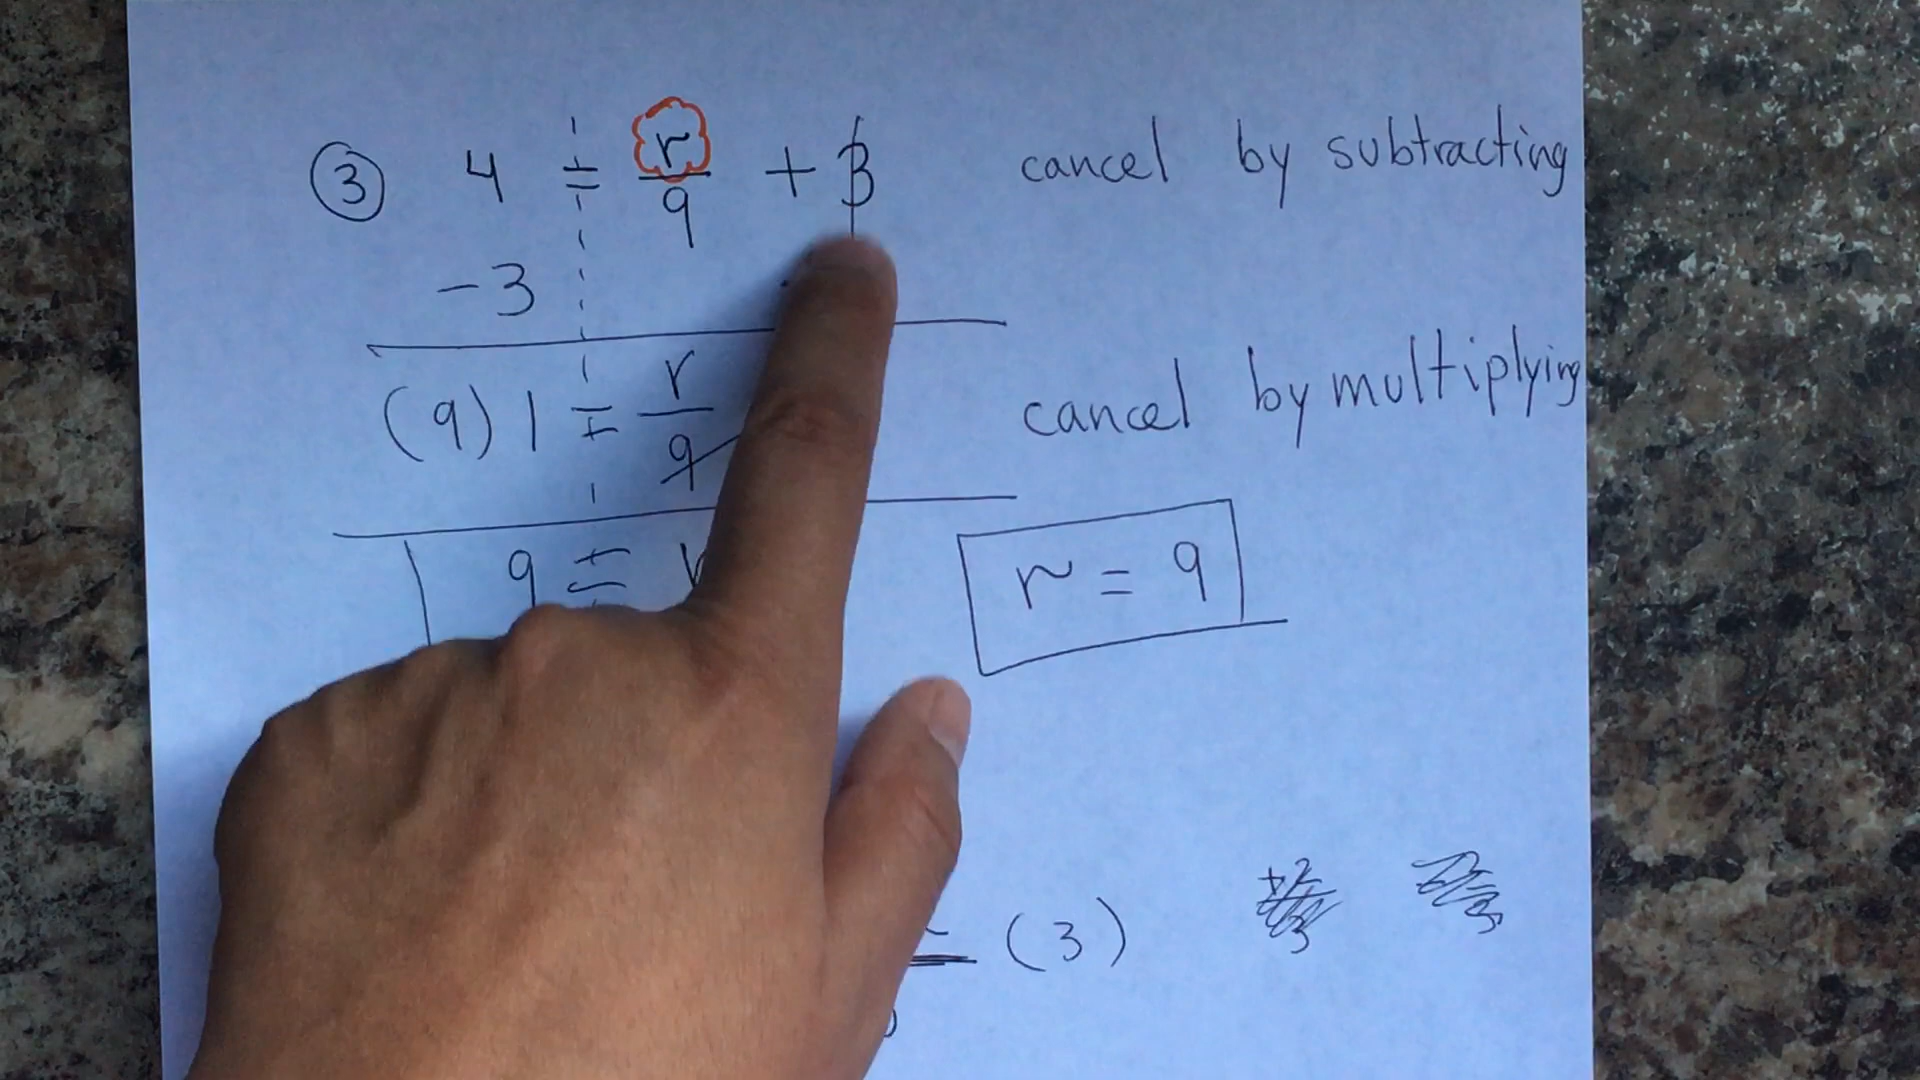 ③ 4 = r/9 + 3 cancel by subtracting
-3
(9) 1 = r/9 cancel by multiplying
9 = r r = 9
(3)